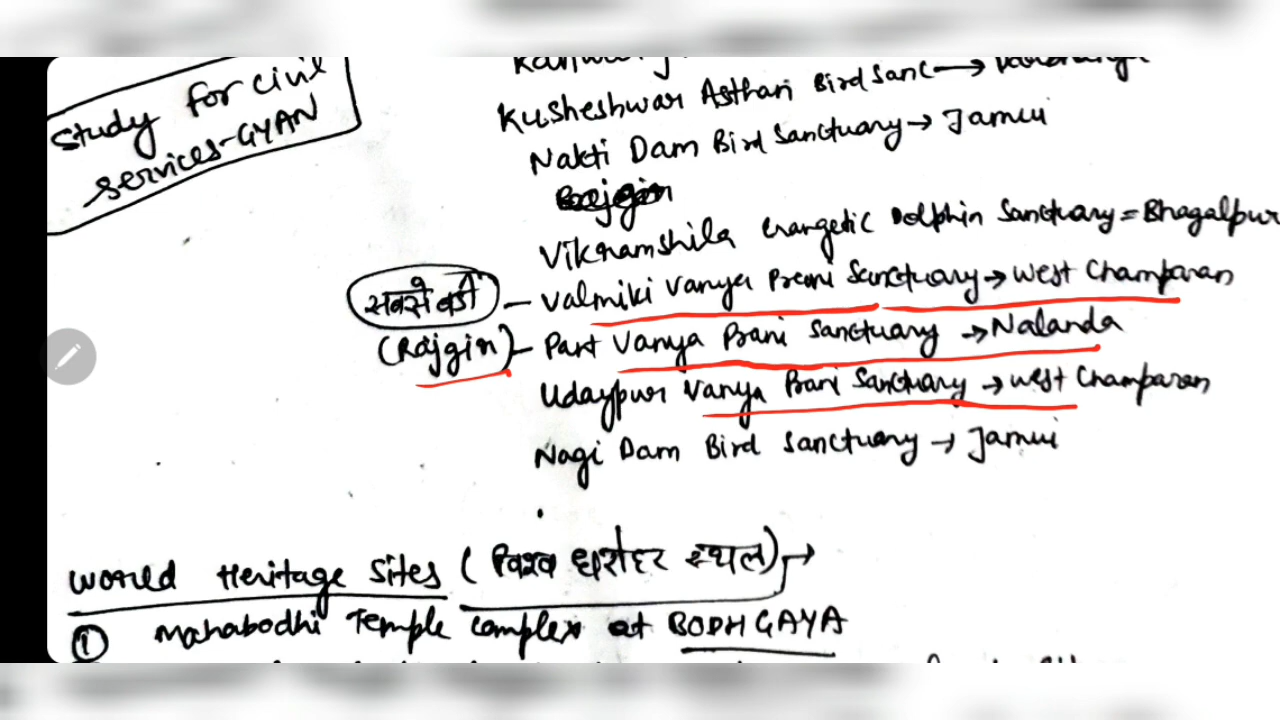 Study for civil
services-GYAN
Kusheshwar Asthan Bird Sanc →
Nakti Dam Bird Sanctuary → Jamui
Vikramshila Gangetic Dolphin Sanctuary = Bhagalpur
सबसे बड़ी – Valmiki Vanya Prani Sanctuary → West Champaran
(Rajgir) – Pant Vanya Prani Sanctuary → Nalanda
Udaypur Vanya Prani Sanctuary → West Champaran
Nagi Dam Bird Sanctuary → Jamui
World Heritage Sites (विश्व धरोहर स्थल) →
① Mahabodhi Temple Complex at BODHGAYA